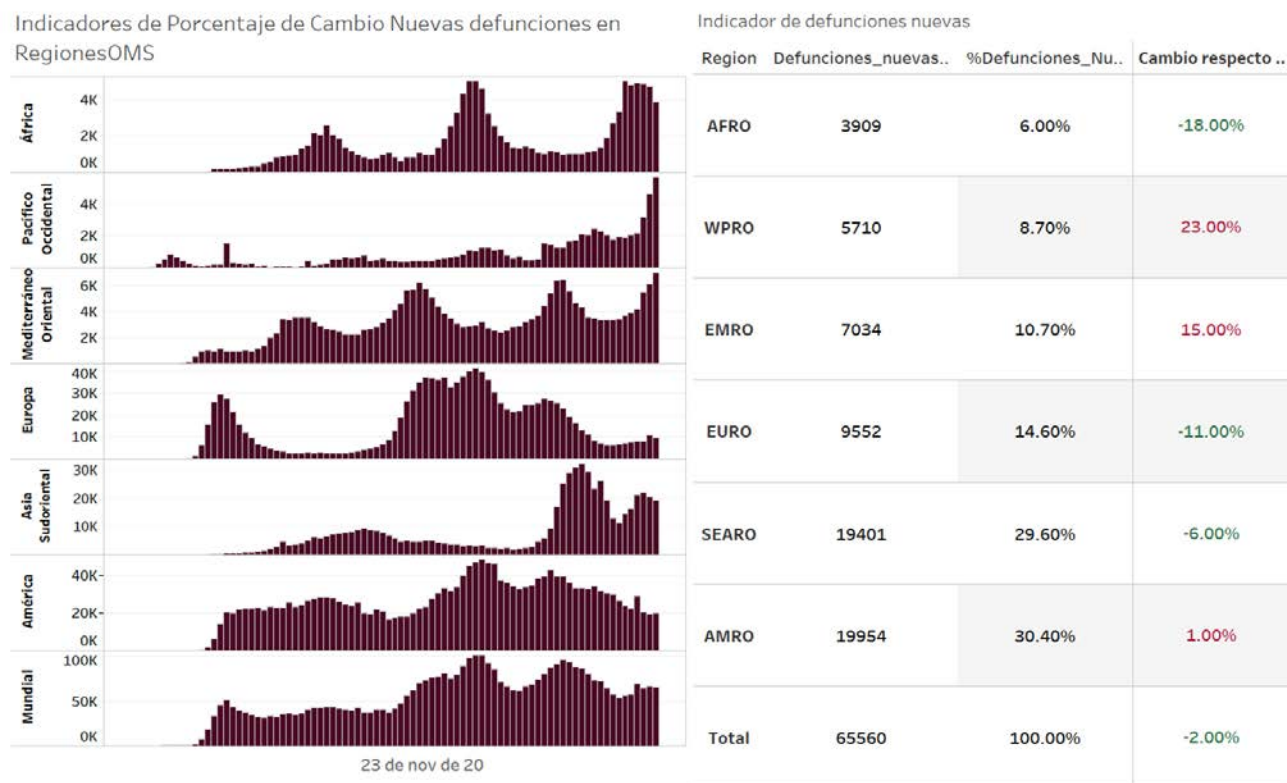 Indicadores de Porcentaje de Cambio Nuevas defunciones en
RegionesOMS
África
4K
2K
0K
Pacífico
Occidental
4K
2K
0K
Mediterráneo
Oriental
6K
4K
2K
Europa
40K
30K
20K
10K
Asia
Sudoriental
30K
20K
10K
América
40K
20K
0K
Mundial
100K
50K
0K
23 de nov de 20
Indicador de defunciones nuevas
Region Defunciones_nuevas.. %Defunciones_Nu.. Cambio respecto ..
AFRO 3909 6.00% -18.00%
WPRO 5710 8.70% 23.00%
EMRO 7034 10.70% 15.00%
EURO 9552 14.60% -11.00%
SEARO 19401 29.60% -6.00%
AMRO 19954 30.40% 1.00%
Total 65560 100.00% -2.00%